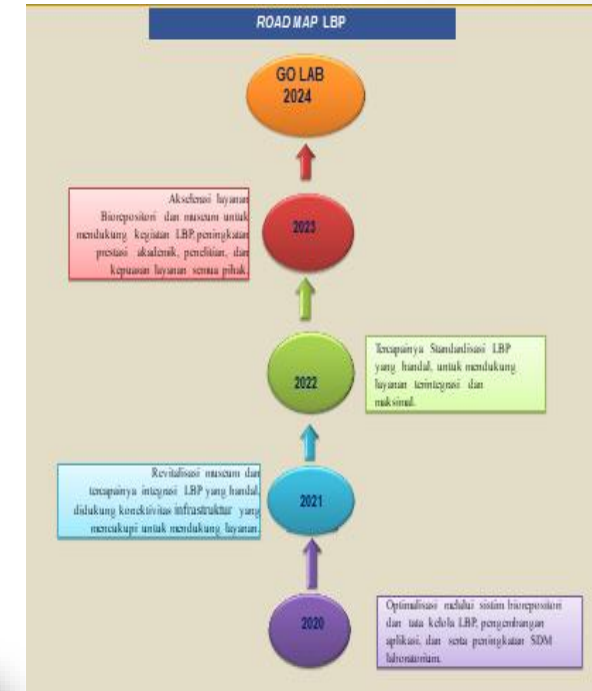 ROAD MAP LBP
GO LAB
2024
Akselerasi layanan
Biorepositori dan museum untuk
mendukung kegiatan LBP, peningkatan
prestasi akademik, penelitian, dan
kepuasan layanan semua pihak.
2023
2022
Tercapainya Standardisasi LBP
yang handal, untuk mendukung
layanan terintegrasi dan
maksimal.
Revitalisasi museum dan
tercapainya integrasi LBP yang handal,
didukung konektivitas infrastruktur yang
mencukupi untuk mendukung layanan.
2021
2020
Optimalisasi melalui sistim biorepositori
dan tata kelola LBP, pengembangan
aplikasi, dan serta peningkatan SDM
laboratorium.